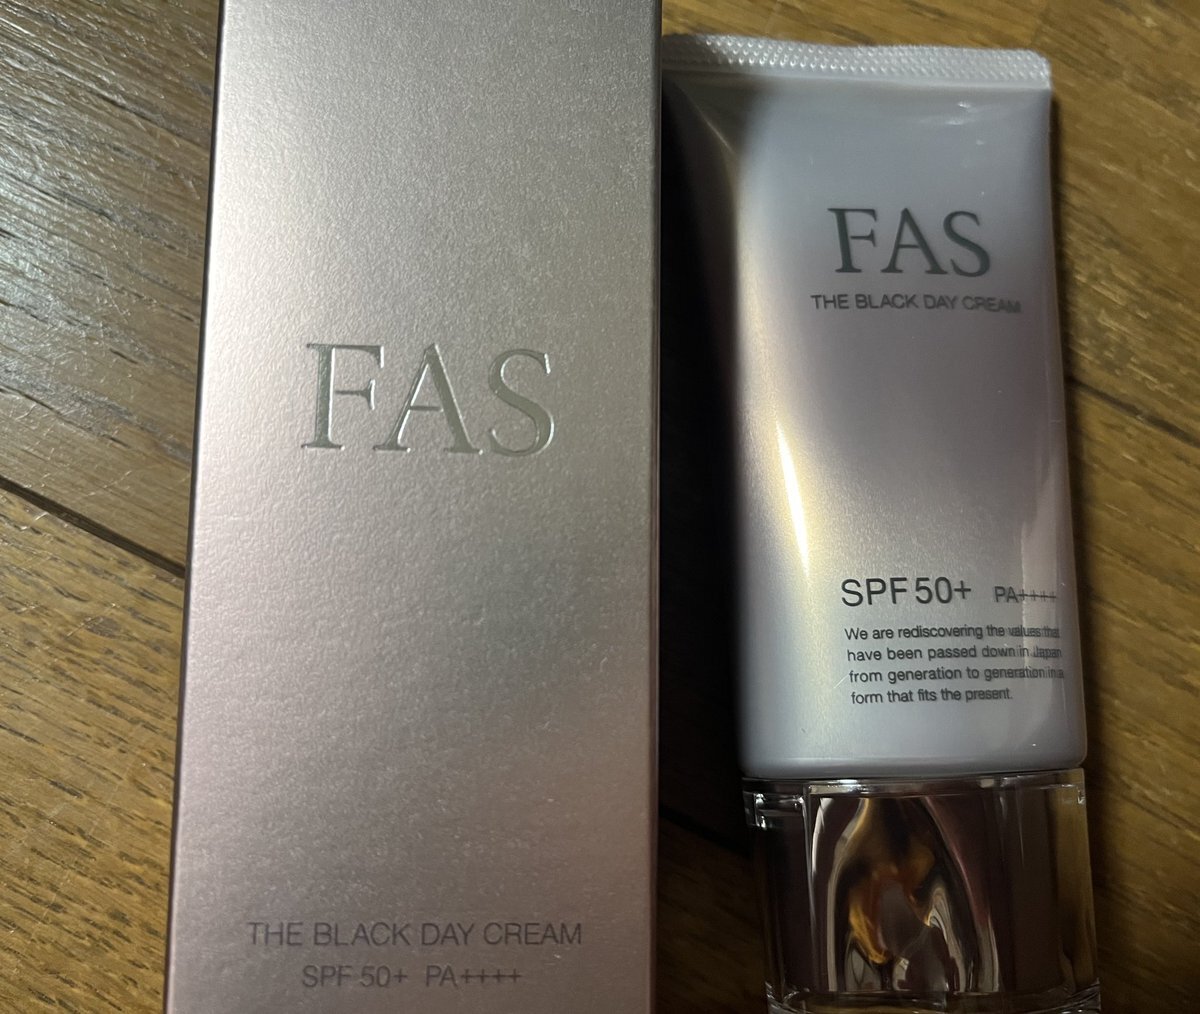 FAS
THE BLACK DAY CREAM
SPF 50+ PA++++
FAS
THE BLACK DAY CREAM
SPF 50+ PA++++
We are rediscovering the values that
have been passed down in Japan
from generation to generation in a
form that fits the present.